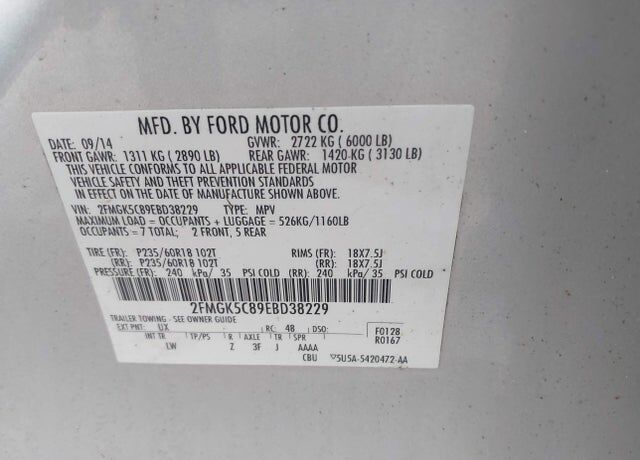 MFD. BY FORD MOTOR CO.
DATE: 09/14 GVWR: 2722 KG ( 6000 LB)
FRONT GAWR: 1311 KG ( 2890 LB) REAR GAWR: 1420 KG ( 3130 LB)
THIS VEHICLE CONFORMS TO ALL APPLICABLE FEDERAL MOTOR
VEHICLE SAFETY AND THEFT PREVENTION STANDARDS
IN EFFECT ON THE DATE OF MANUFACTURE SHOWN ABOVE.
VIN: 2FMGK5C89EBD38229 TYPE: MPV
MAXIMUM LOAD = OCCUPANTS + LUGGAGE = 526KG/1160LB
OCCUPANTS = 7 TOTAL; 2 FRONT, 5 REAR
TIRE (FR): P235/60R18 102T RIMS (FR): 18X7.5J
(RR): P235/60R18 102T (RR): 18X7.5J
PRESSURE (FR): 240 kPa/ 35 PSI COLD (RR): 240 kPa/ 35 PSI COLD
2FMGK5C89EBD38229
TRAILER TOWING - SEE OWNER GUIDE
EXT PNT: UX RC: 48 DSO: F0128
R0167
INT TR TP/PS R AXLE TR SPR
LW Z 3F J AAAA
CBU 5U5A-5420472-AA